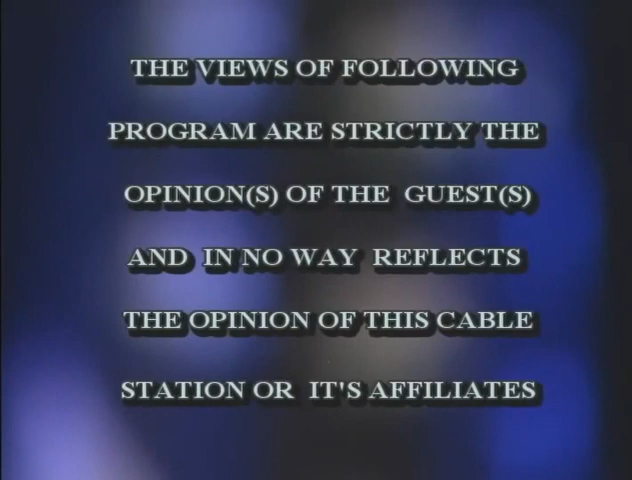 THE VIEWS OF FOLLOWING
PROGRAM ARE STRICTLY THE
OPINION(S) OF THE GUEST(S)
AND IN NO WAY REFLECTS
THE OPINION OF THIS CABLE
STATION OR IT'S AFFILIATES